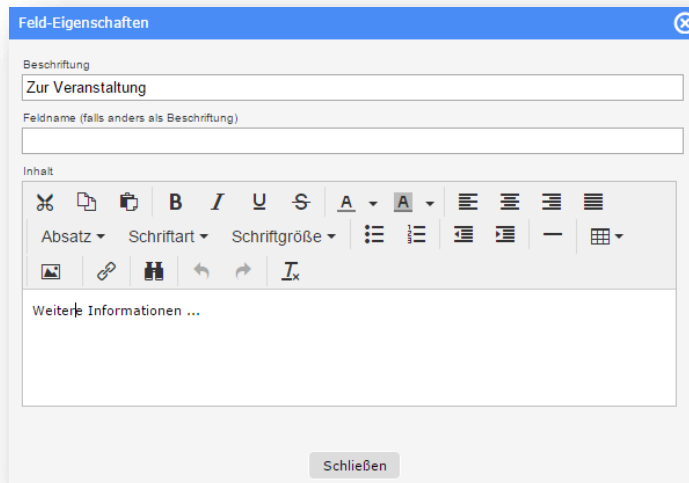 Feld-Eigenschaften
Beschriftung
Zur Veranstaltung
Feldname (falls anders als Beschriftung)
Inhalt
B I U S A A
Absatz Schriftart Schriftgröße
Weitere Informationen ...
Schließen